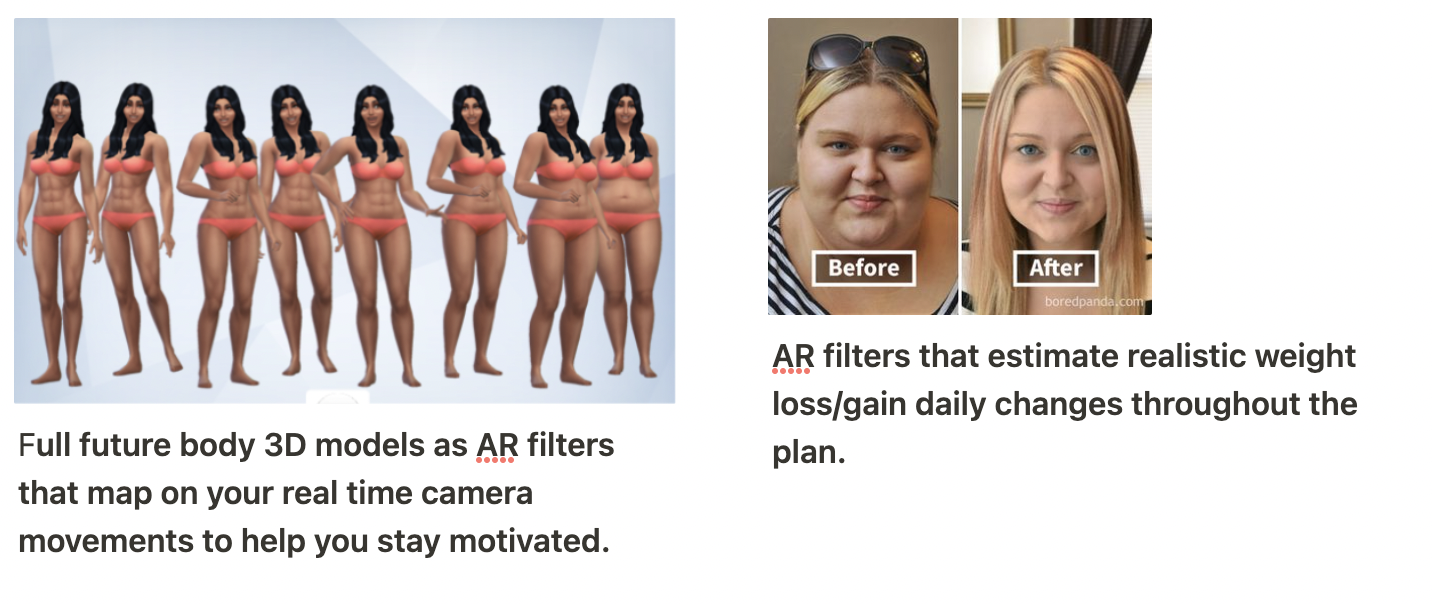 Before
After
boredpanda.com
Full future body 3D models as AR filters
that map on your real time camera
movements to help you stay motivated.
AR filters that estimate realistic weight
loss/gain daily changes throughout the
plan.